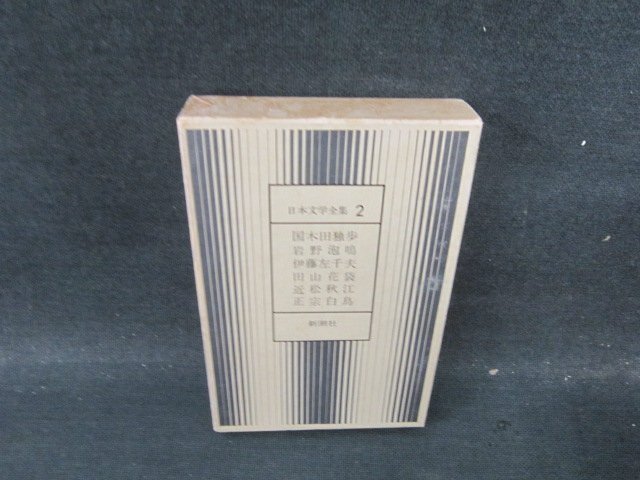 日本文学全集 2
国木田独歩
岩野泡鳴
伊藤左千夫
田山花袋
近松秋江
正宗白鳥
新潮社